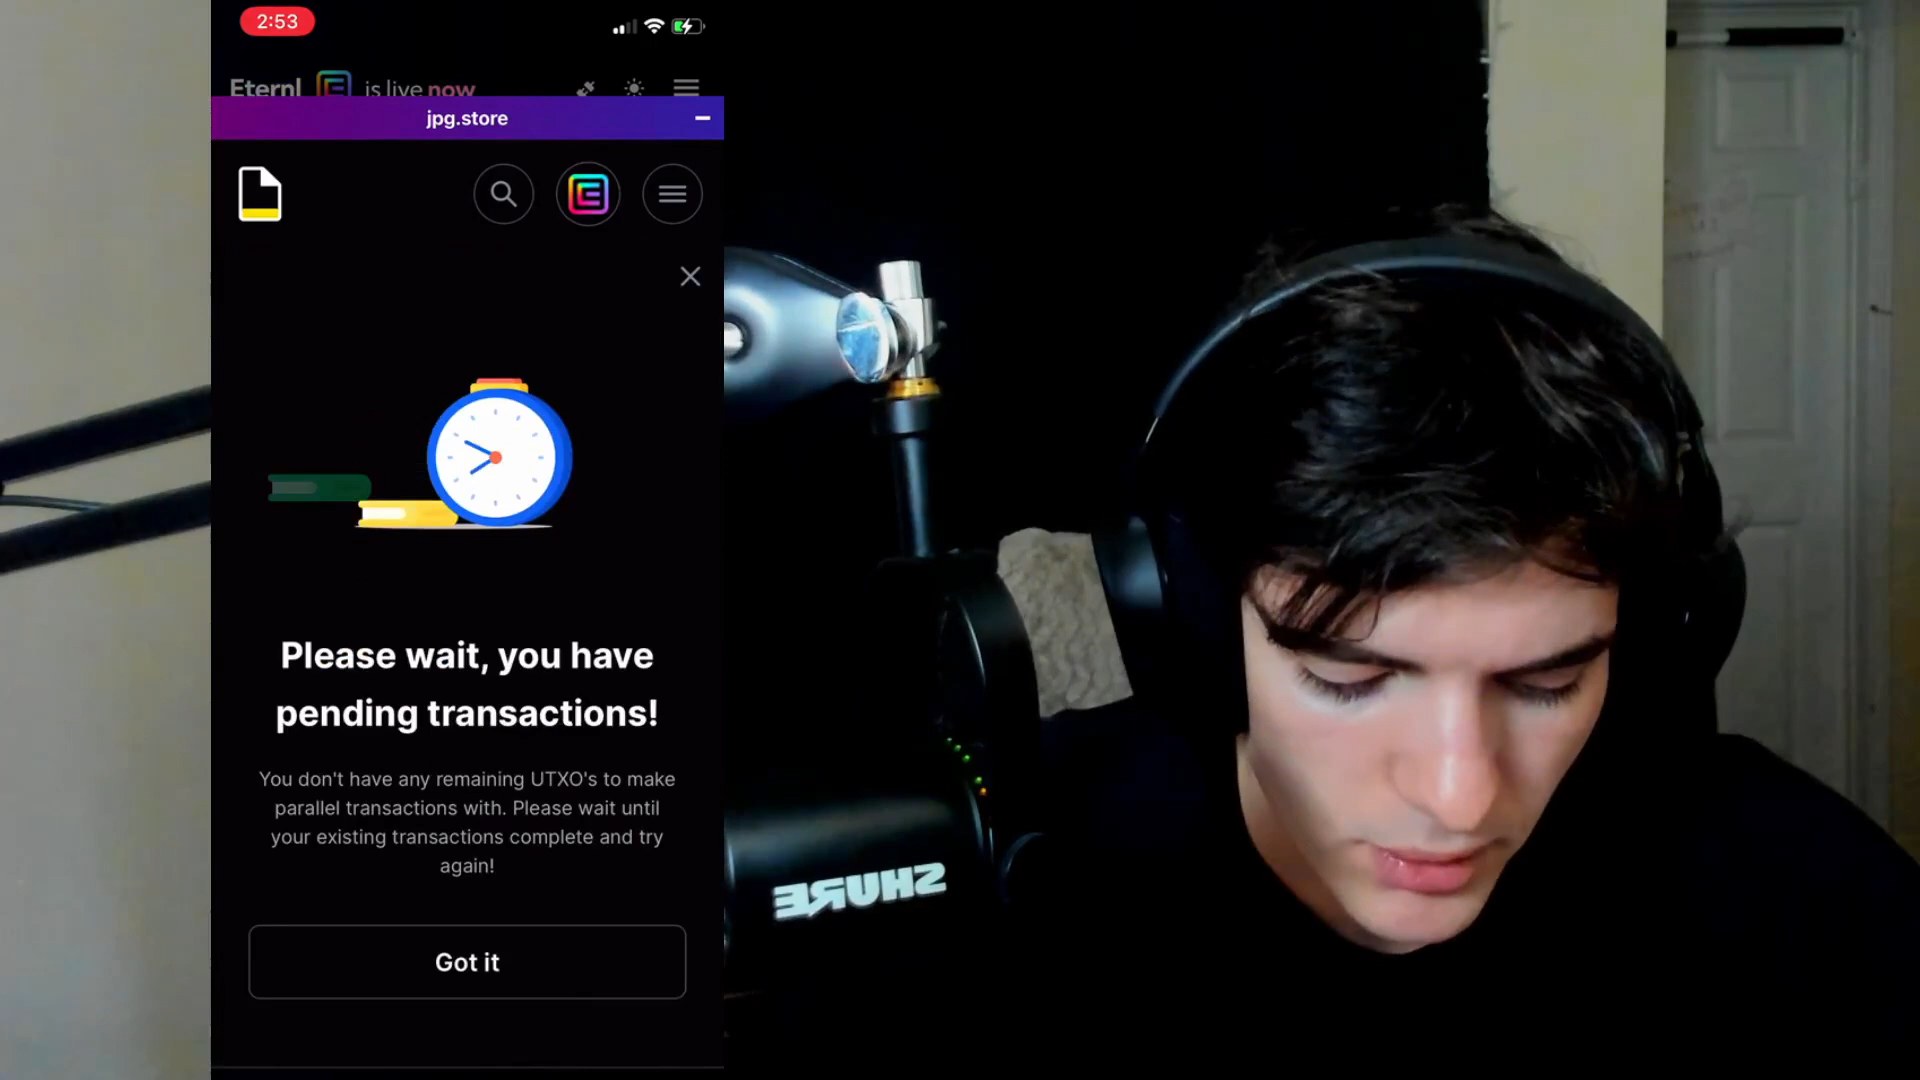 2:53
Eternl is live now
jpg.store
Please wait, you have
pending transactions!
You don't have any remaining UTXO's to make
parallel transactions with. Please wait until
your existing transactions complete and try
again!
Got it
SHURE